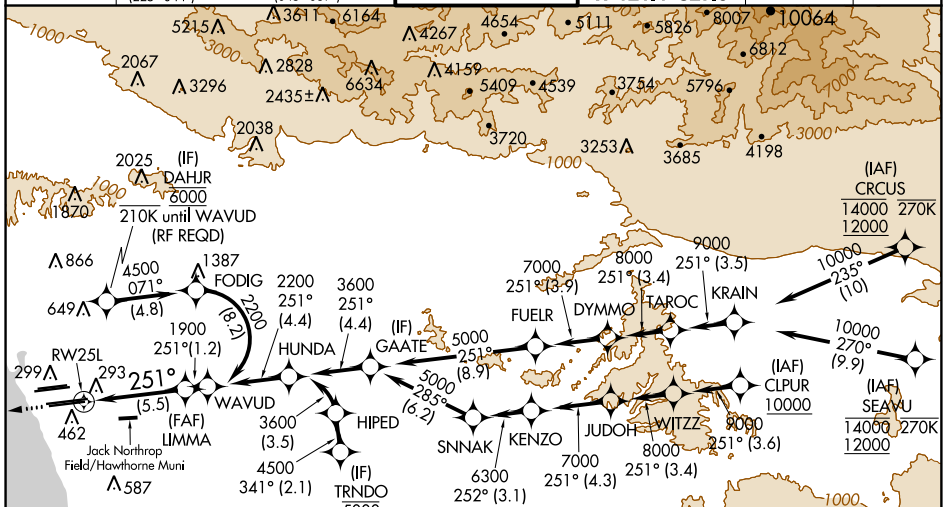 3611
6164
5215
4267
4654
5111
5826
8007
10064
6812
1000
3000
2067
3296
2828
2435±
6634
4159
5409
4539
3754
5796
3720
2038
3253
3685
4198
3000
1000
1000
2025
(IF)
DAHJR
6000
210K until WAVUD
(RF REQD)
1000
1870
(IAF)
CRCUS
14000 270K
12000
866
649
1387
FODIG
4500
071°
(4.8)
2200
(8.2)
2200
251°
(4.4)
3600
251°
(4.4)
7000
251° (3.9)
8000
251° (3.4)
9000
251° (3.5)
10000
235°
(10)
FUELR
DYMMO
TAROC
KRAIN
1900
251°(1.2)
HUNDA
(IF)
GAATE
5000
251°
(8.9)
10000
270°
(9.9)
RW25L
299
293
462
251°
(5.5)
(FAF)
LIMMA
WAVUD
5000
285°
(6.2)
(IAF)
CLPUR
10000
(IAF)
SEAVU
14000 270K
12000
Jack Northrop
Field/Hawthorne Muni
587
3600
(3.5)
HIPED
4500
341° (2.1)
(IF)
TRNDO
SNNAK
KENZO
JUDOH
WITZZ
6300
252° (3.1)
7000
251° (4.3)
8000
251° (3.4)
9000
251° (3.6)
1000